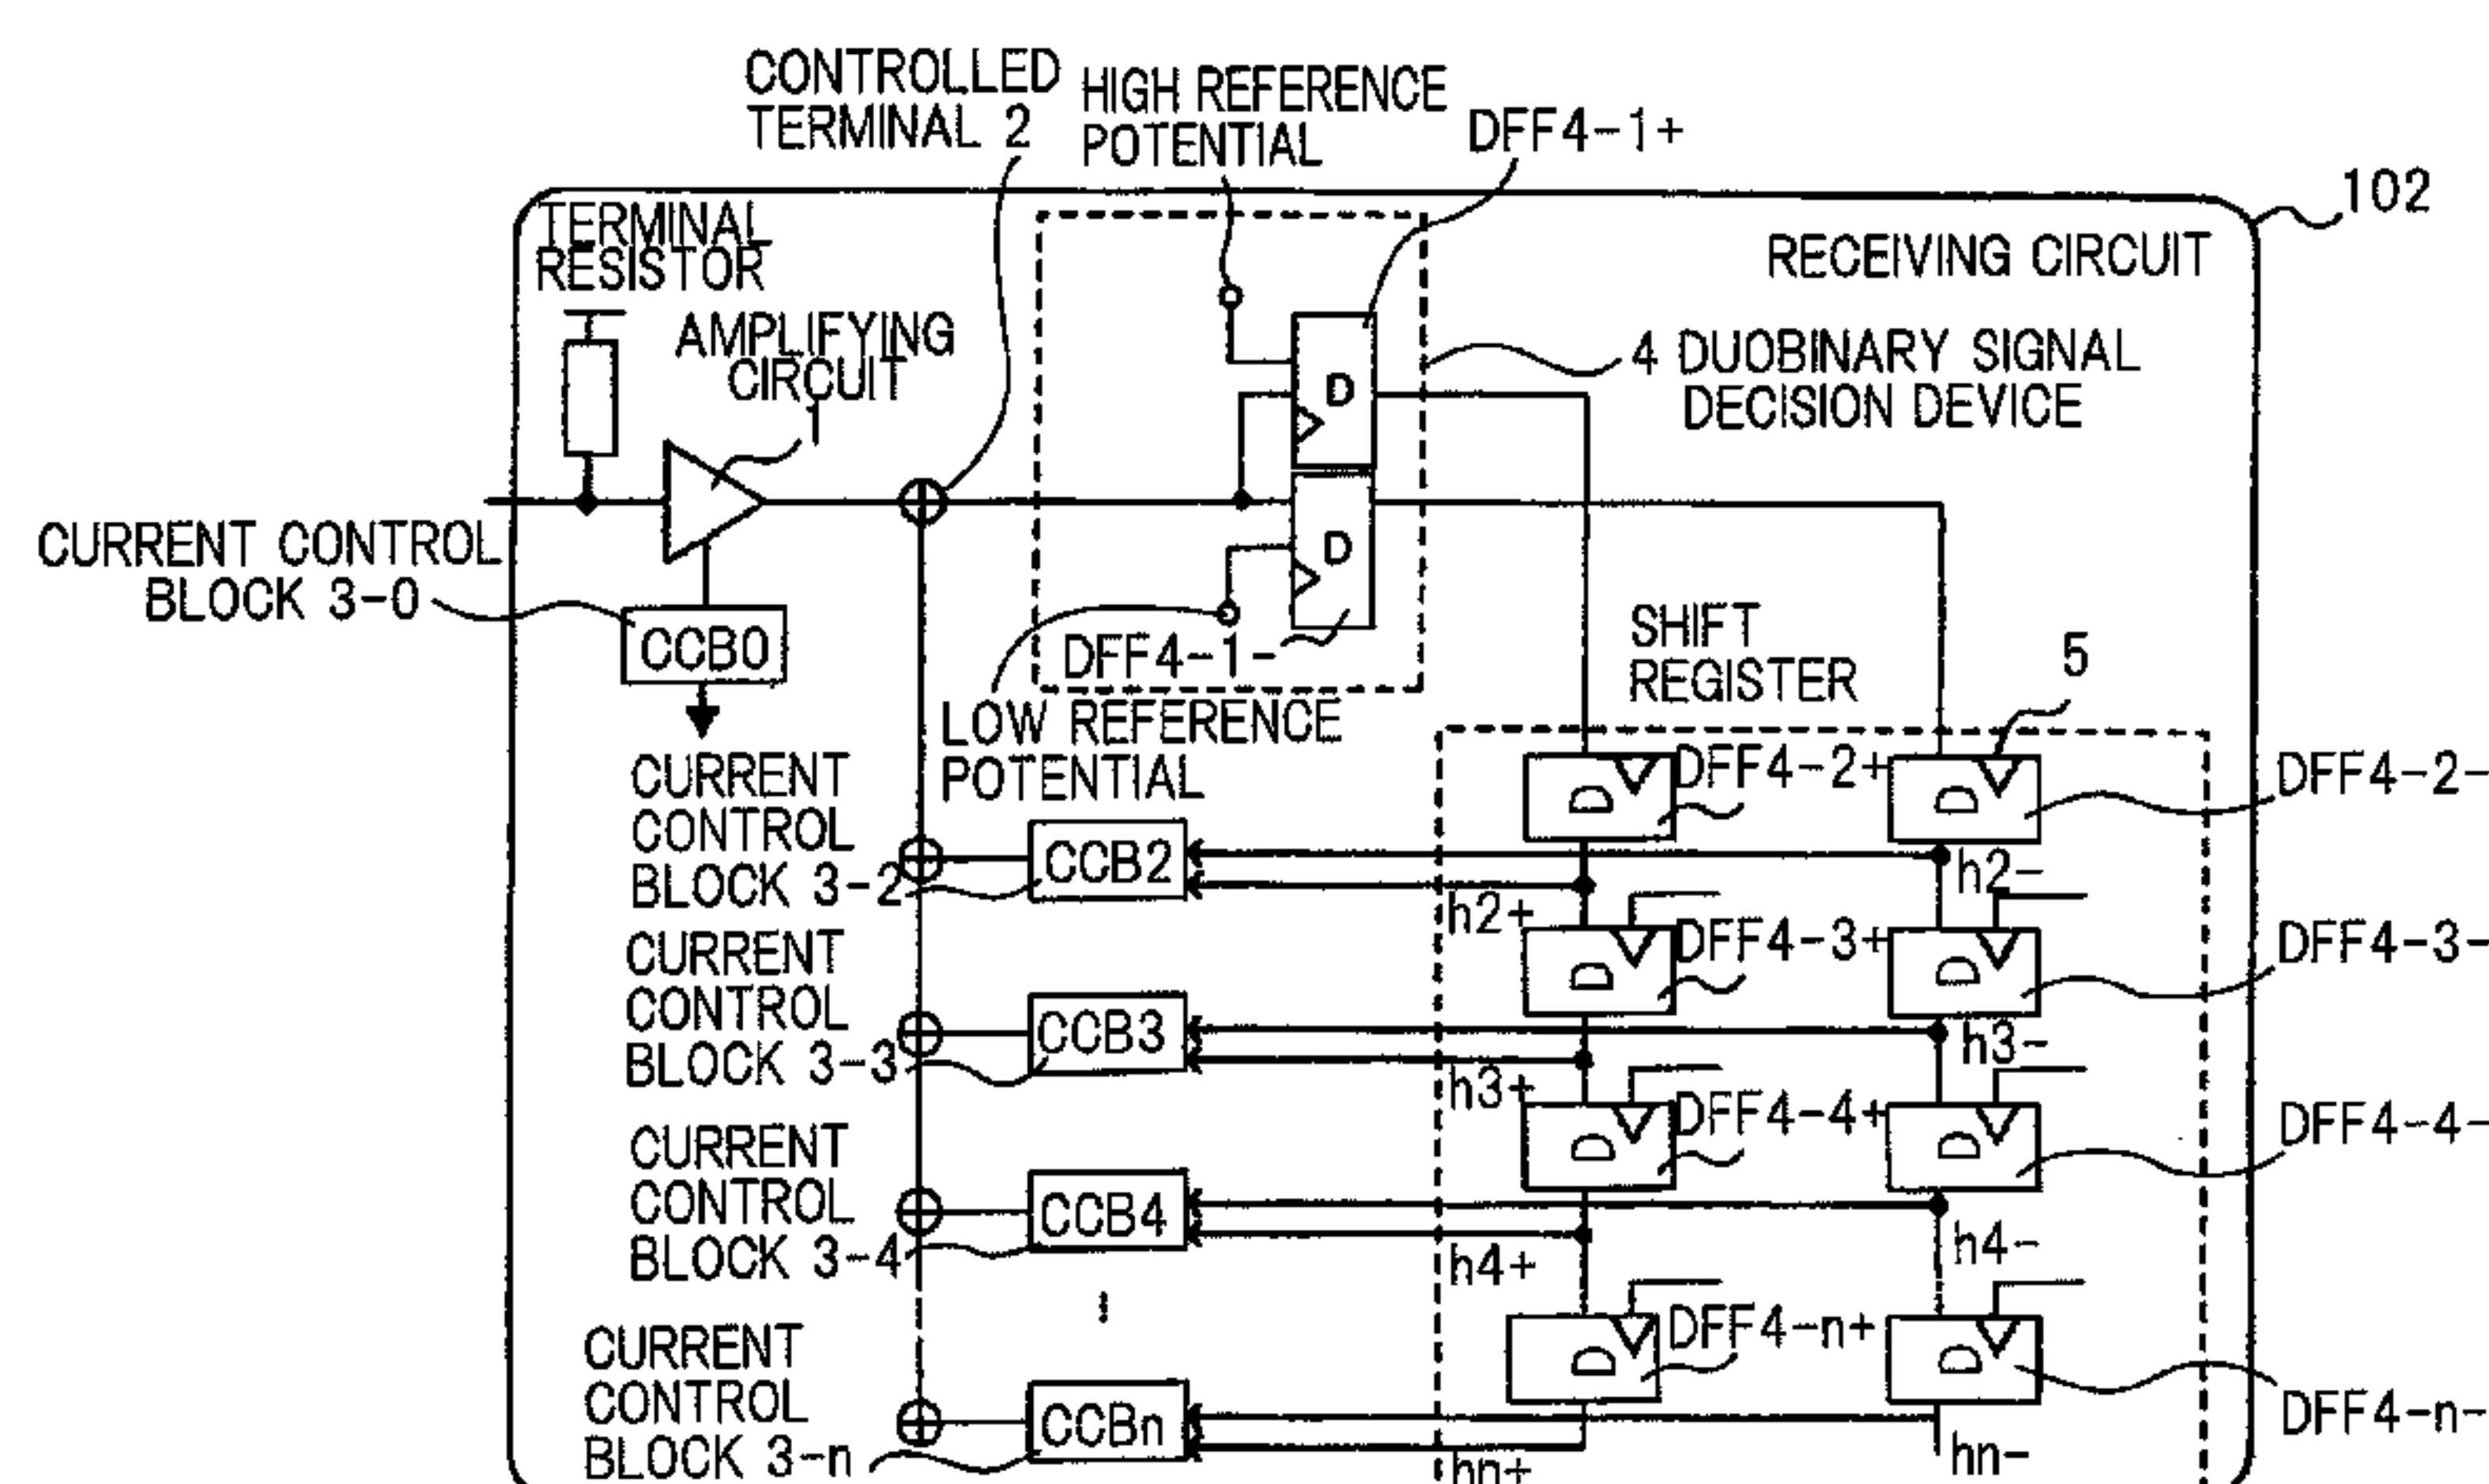 CONTROLLED
TERMINAL 2
HIGH REFERENCE
POTENTIAL
DFF4-1+
102
TERMINAL
RESISTOR
RECEIVING CIRCUIT
AMPLIFYING
CIRCUIT
1
D
4 DUOBINARY SIGNAL
DECISION DEVICE
CURRENT CONTROL
BLOCK 3-0
D
CCB0
DFF4-1-
SHIFT
REGISTER
5
LOW REFERENCE
POTENTIAL
CURRENT
CONTROL
BLOCK 3-2
CCB2
D
DFF4-2+
D
DFF4-2-
h2-
h2+
CURRENT
CONTROL
BLOCK 3-3
CCB3
D
DFF4-3+
D
DFF4-3-
h3-
h3+
CURRENT
CONTROL
BLOCK 3-4
CCB4
D
DFF4-4+
D
DFF4-4-
h4-
h4+
CURRENT
CONTROL
BLOCK 3-n
CCBn
D
DFF4-n+
D
DFF4-n-
hn-
hn+